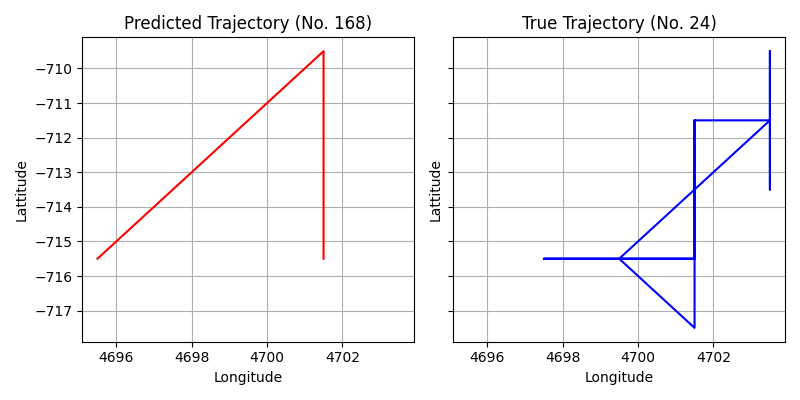 Predicted Trajectory (No. 168)
True Trajectory (No. 24)
Lattitude
−710
−711
−712
−713
−714
−715
−716
−717
4696
4698
4700
4702
Longitude
Lattitude
4696
4698
4700
4702
Longitude